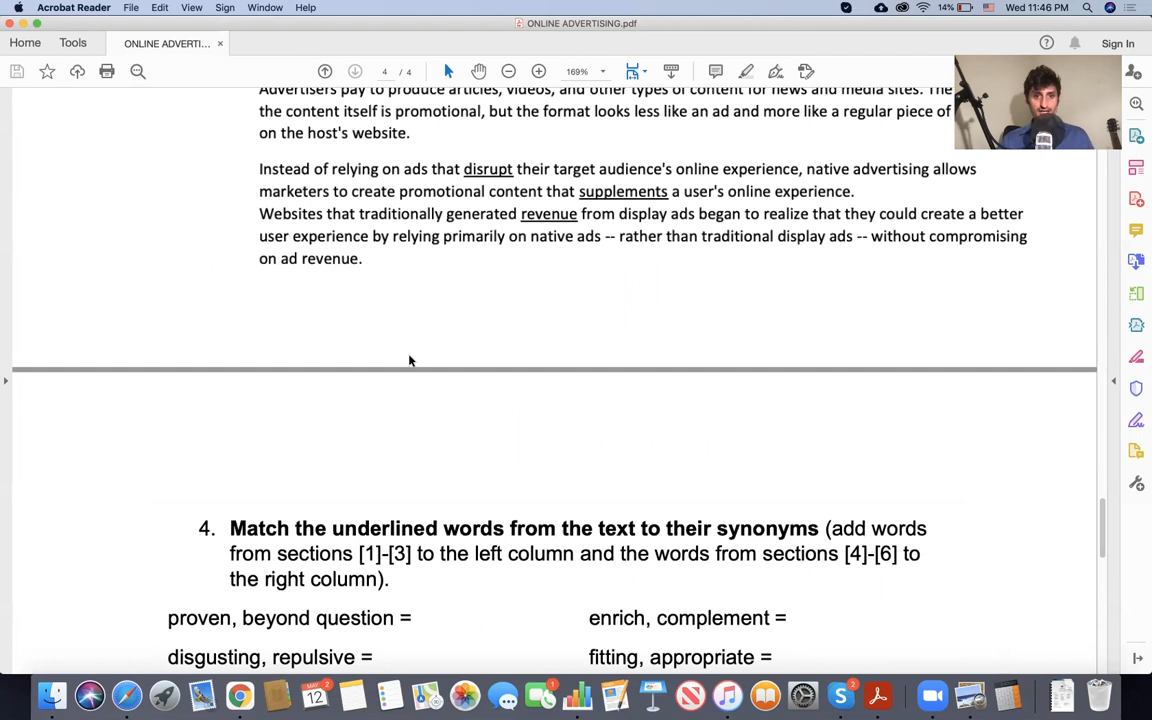 Acrobat Reader File Edit View Sign Window Help
14% Wed 11:46 PM
ONLINE ADVERTISING.pdf
Home Tools ONLINE ADVERTI... × Sign In
4 / 4 169%
Advertisers pay to produce articles, videos, and other types of content for news and media sites. The
the content itself is promotional, but the format looks less like an ad and more like a regular piece of
on the host's website.
Instead of relying on ads that disrupt their target audience's online experience, native advertising allows
marketers to create promotional content that supplements a user's online experience.
Websites that traditionally generated revenue from display ads began to realize that they could create a better
user experience by relying primarily on native ads -- rather than traditional display ads -- without compromising
on ad revenue.
4. Match the underlined words from the text to their synonyms (add words
from sections [1]-[3] to the left column and the words from sections [4]-[6] to
the right column).
proven, beyond question = enrich, complement =
disgusting, repulsive = fitting, appropriate =
MAY 2
12 1 2